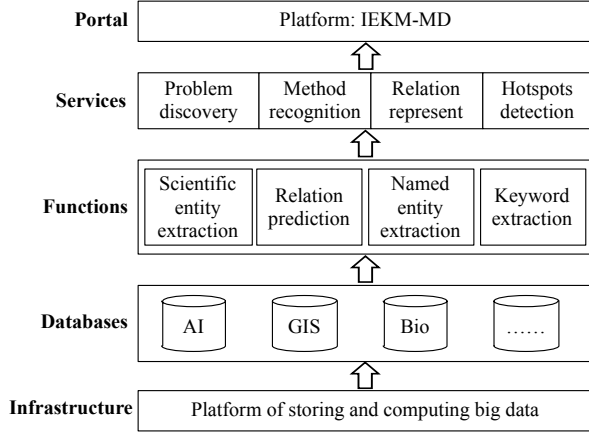 Portal
Platform: IEKM-MD
Services
Problem discovery
Method recognition
Relation represent
Hotspots detection
Functions
Scientific entity extraction
Relation prediction
Named entity extraction
Keyword extraction
Databases
AI
GIS
Bio
……
Infrastructure
Platform of storing and computing big data